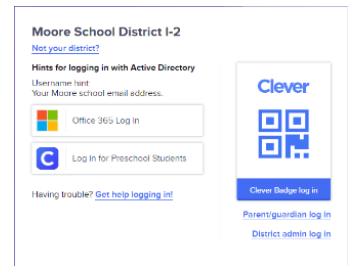 Moore School District I-2
Not your district?
Hints for logging in with Active Directory
Username hint
Your Moore school email address.
Office 365 Log In
Log in for Preschool Students
Having trouble? Get help logging in!
Clever
Clever Badge log in
Parent/guardian log in
District admin log in